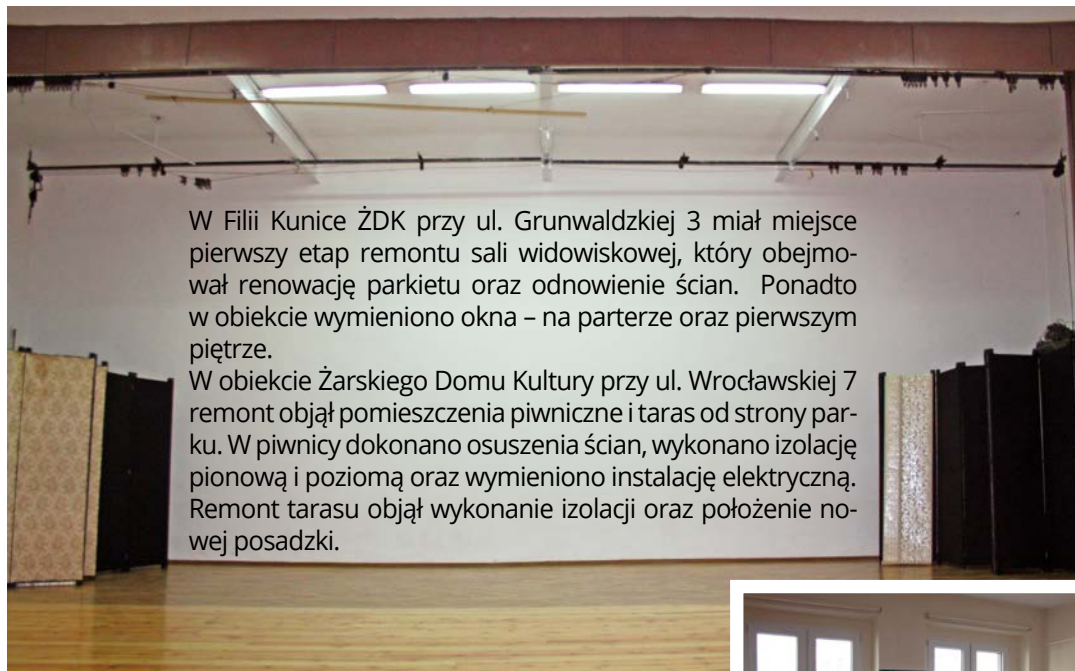 W Filii Kunice ŻDK przy ul. Grunwaldzkiej 3 miał miejsce
pierwszy etap remontu sali widowiskowej, który obejmo-
wał renowację parkietu oraz odnowienie ścian. Ponadto
w obiekcie wymieniono okna – na parterze oraz pierwszym
piętrze.
W obiekcie Żarskiego Domu Kultury przy ul. Wrocławskiej 7
remont objął pomieszczenia piwniczne i taras od strony par-
ku. W piwnicy dokonano osuszenia ścian, wykonano izolację
pionową i poziomą oraz wymieniono instalację elektryczną.
Remont tarasu objął wykonanie izolacji oraz położenie no-
wej posadzki.